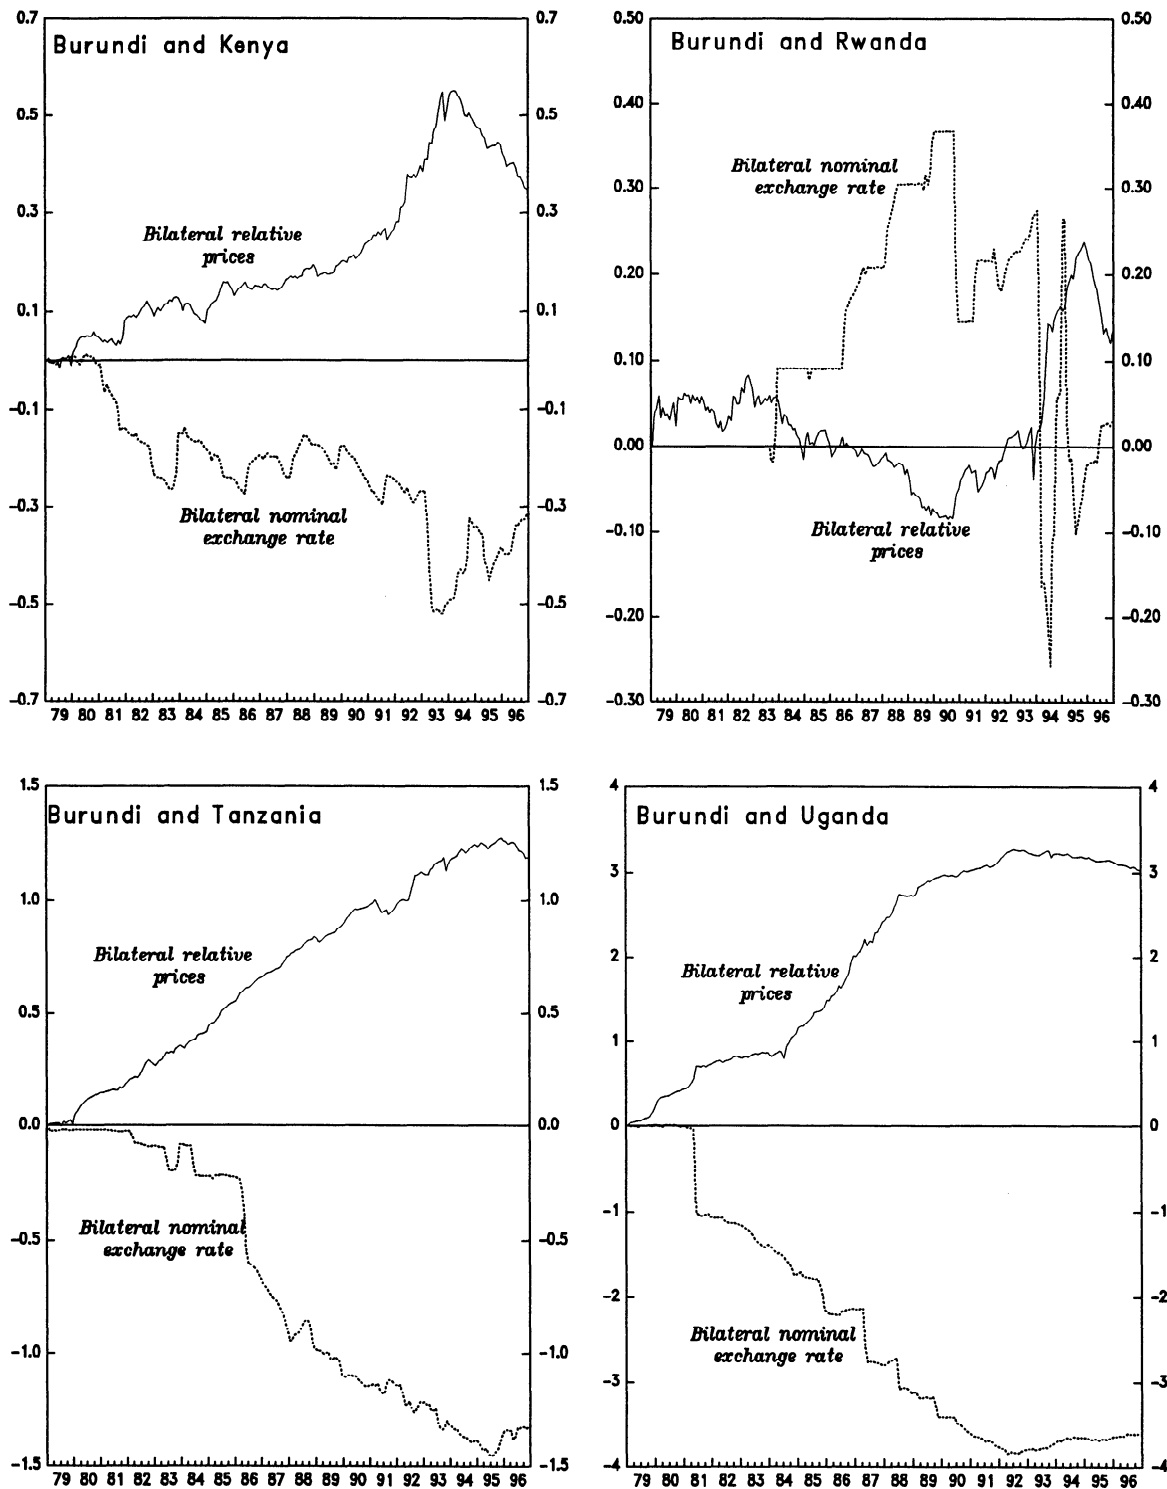 Burundi and Kenya
0.7
0.5
0.3
0.1
-0.1
-0.3
-0.5
-0.7
0.7
0.5
0.3
0.1
-0.1
-0.3
-0.5
-0.7
Bilateral relative
prices
Bilateral nominal
exchange rate
79 80 81 82 83 84 85 86 87 88 89 90 91 92 93 94 95 96
Burundi and Rwanda
0.50
0.40
0.30
0.20
0.10
0.00
-0.10
-0.20
-0.30
0.50
0.40
0.30
0.20
0.10
0.00
-0.10
-0.20
-0.30
Bilateral nominal
exchange rate
Bilateral relative
prices
79 80 81 82 83 84 85 86 87 88 89 90 91 92 93 94 95 96
Burundi and Tanzania
1.5
1.0
0.5
0.0
-0.5
-1.0
-1.5
1.5
1.0
0.5
0.0
-0.5
-1.0
-1.5
Bilateral relative
prices
Bilateral nominal
exchange rate
79 80 81 82 83 84 85 86 87 88 89 90 91 92 93 94 95 96
Burundi and Uganda
4
3
2
1
0
-1
-2
-3
-4
4
3
2
1
0
-1
-2
-3
-4
Bilateral relative
prices
Bilateral nominal
exchange rate
79 80 81 82 83 84 85 86 87 88 89 90 91 92 93 94 95 96